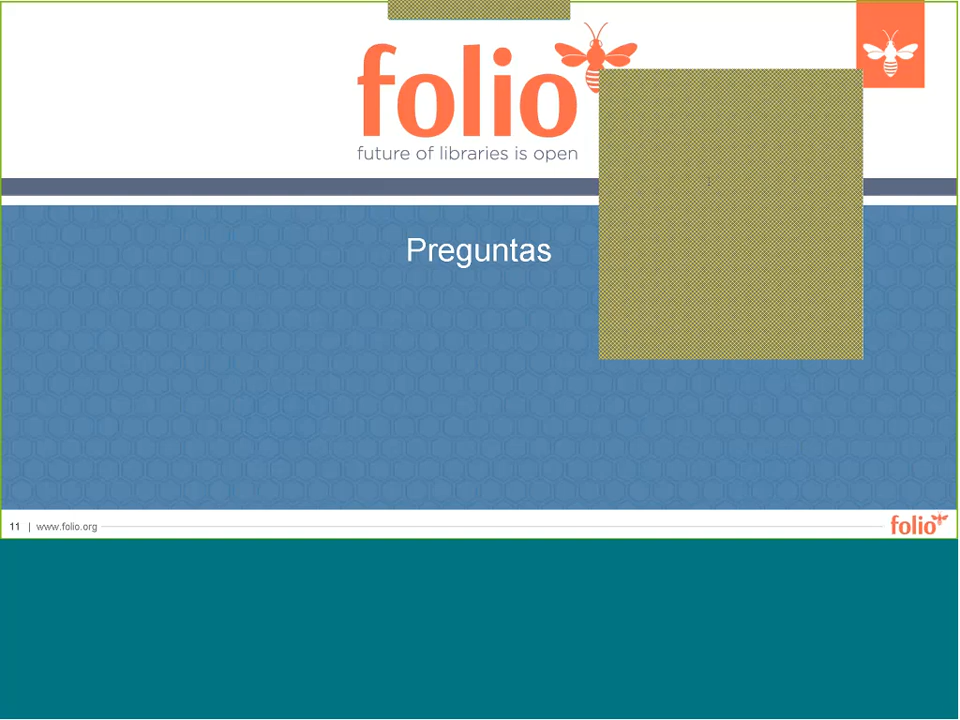 folio
future of libraries is open
Preguntas
11 | www.folio.org
folio